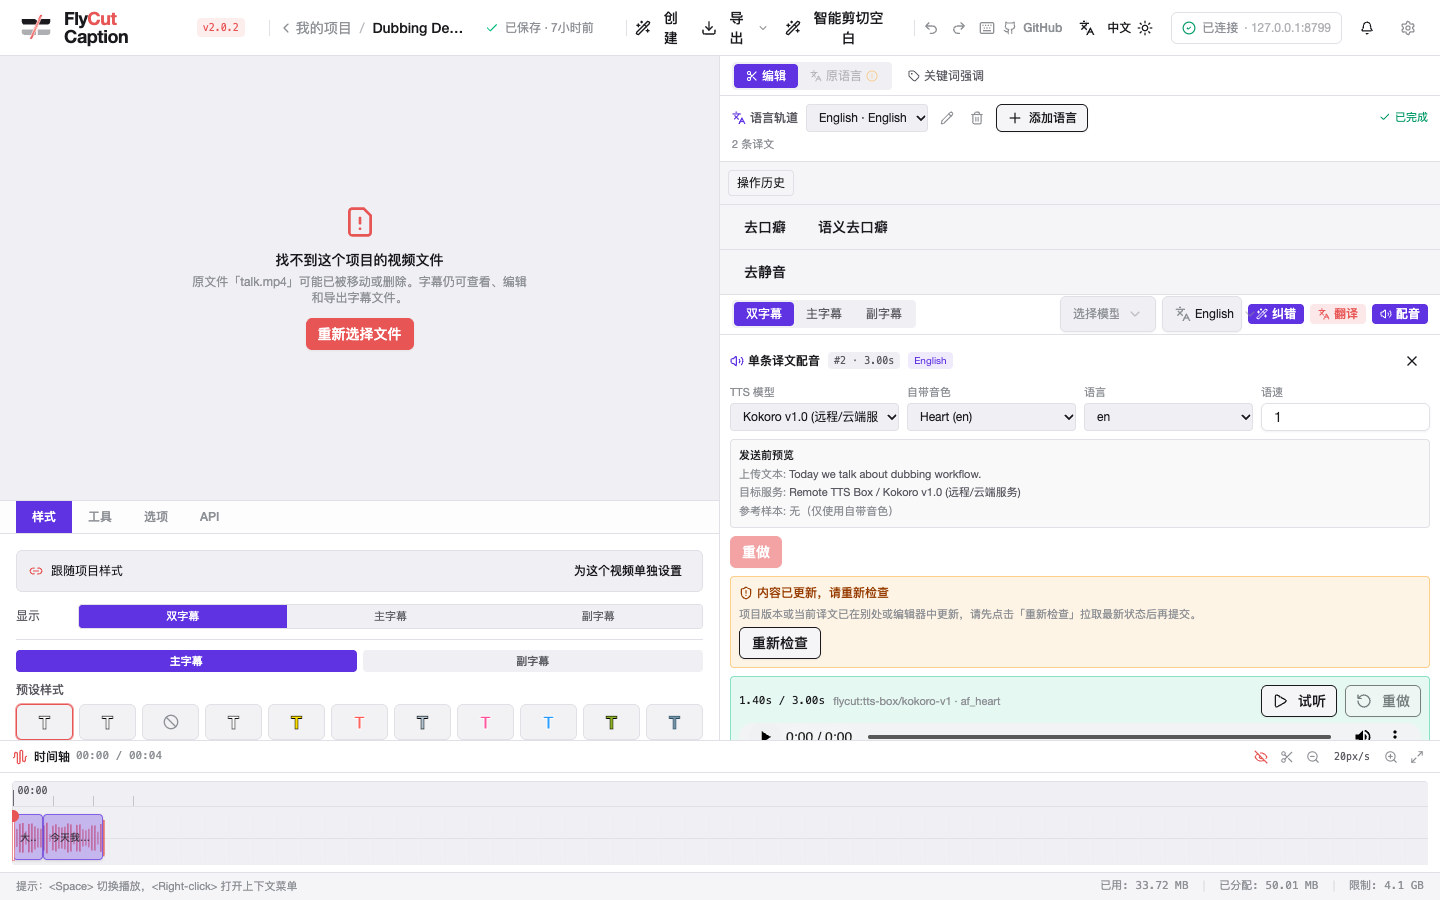 FlyCut
Caption
v2.0.2
我的项目 / Dubbing De...
已保存 · 7小时前
创建
导出
智能剪切空白
GitHub
中文
已连接 · 127.0.0.1:8799
找不到这个项目的视频文件
原文件「talk.mp4」可能已被移动或删除。字幕仍可查看、编辑
和导出字幕文件。
重新选择文件
样式 工具 选项 API
跟随项目样式 为这个视频单独设置
显示 双字幕 主字幕 副字幕
主字幕 副字幕
预设样式
T T T T T T T T T T
编辑 原语言 关键词强调
语言轨道 English · English 添加语言 已完成
2 条译文
操作历史
去口癖 语义去口癖
去静音
双字幕 主字幕 副字幕 选择模型 English 纠错 翻译 配音
单条译文配音 #2 · 3.00s English
TTS 模型 自带音色 语言 语速
Kokoro v1.0 (远程/云端服 Heart (en) en 1
发送前预览
上传文本: Today we talk about dubbing workflow.
目标服务: Remote TTS Box / Kokoro v1.0 (远程/云端服务)
参考样本: 无（仅使用自带音色）
重做
内容已更新，请重新检查
项目版本或当前译文已在别处或编辑器中更新，请先点击「重新检查」拉取最新状态后再提交。
重新检查
1.40s / 3.00s flycut:tts-box/kokoro-v1 · af_heart 试听 重做
0:00 / 0:00
时间轴 00:00 / 00:04 20px/s
00:00
大... 今天我...
提示: <Space> 切换播放，<Right-click> 打开上下文菜单
已用: 33.72 MB 已分配: 50.01 MB 限制: 4.1 GB